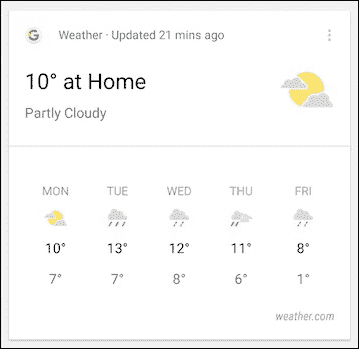 Weather · Updated 21 mins ago
10° at Home
Partly Cloudy
MON TUE WED THU FRI
10° 13° 12° 11° 8°
7° 7° 8° 6° 1°
weather.com